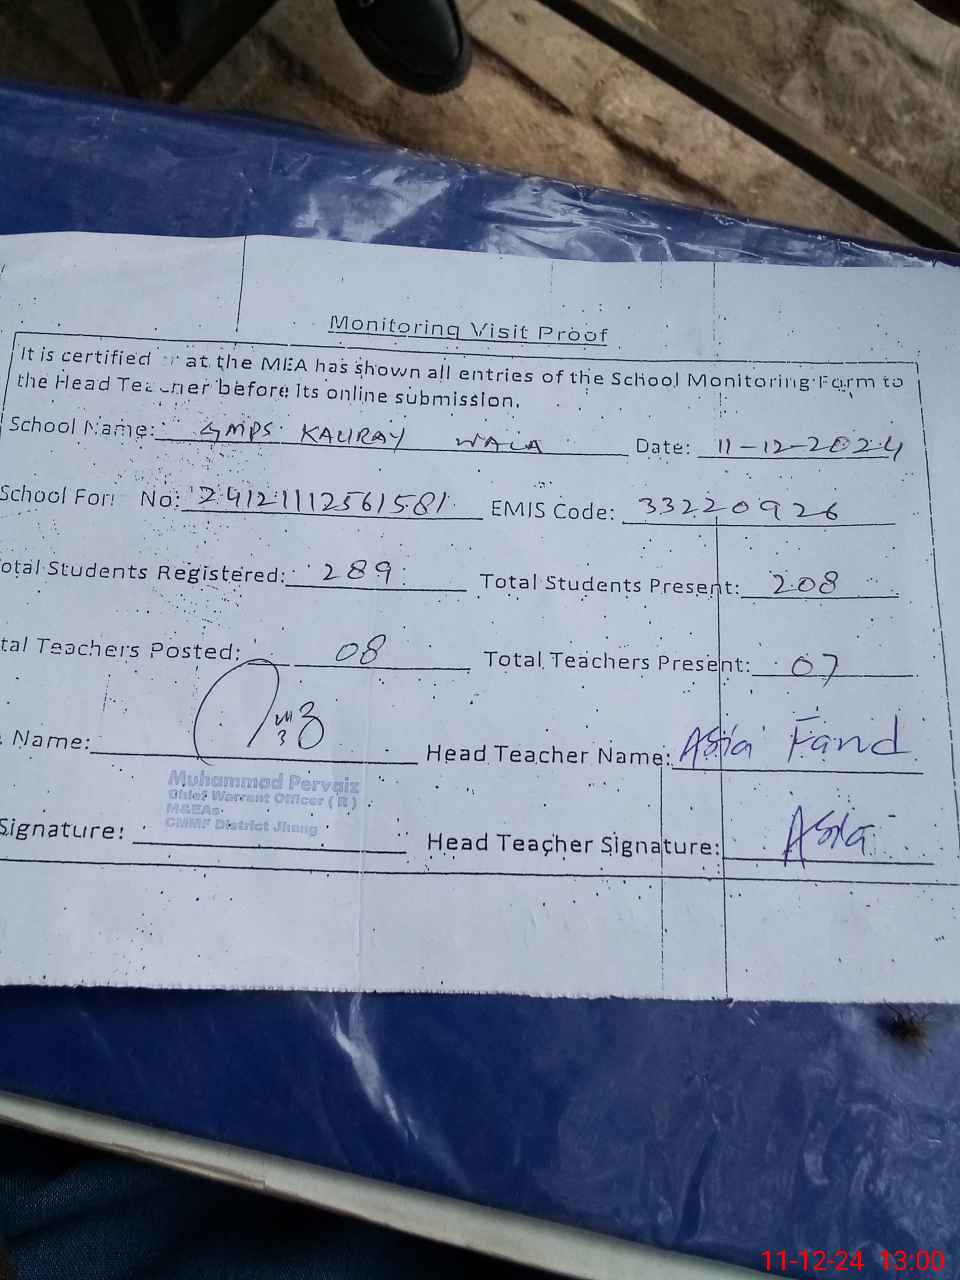 Monitoring Visit Proof
It is certified at the MEA has shown all entries of the School Monitoring Form to
the Head Teacher before its online submission.
School Name: GMPS KAURAY WALA Date: 11-12-2024
School For No: 24121112561581 EMIS Code: 33220926
otal Students Registered: 289 Total Students Present: 208
tal Teachers Posted: 08 Total Teachers Present: 07
Name: Head Teacher Name: Asia Farid
Muhammad Pervaiz
Chief Warrant Officer (R)
M&EAs
CMMF District Jhang
Signature: Head Teacher Signature: Asia
11-12-24 13:00